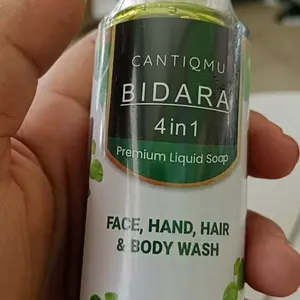 CANTIQMU
BIDARA
4in1
Premium Liquid Soap
FACE, HAND, HAIR
& BODY WASH